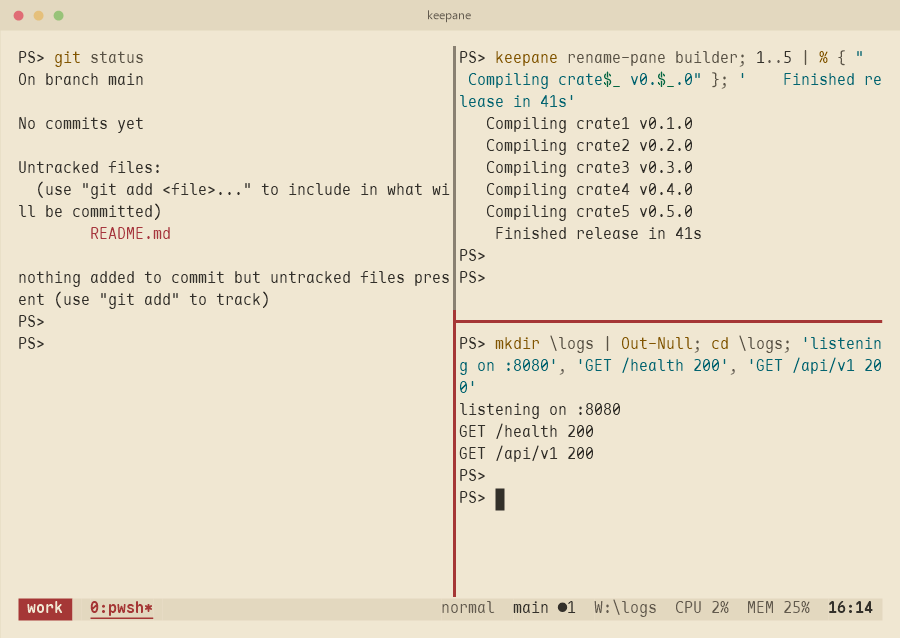 keepane
PS> git status
On branch main

No commits yet

Untracked files:
  (use "git add <file>..." to include in what wi
ll be committed)
        README.md

nothing added to commit but untracked files pres
ent (use "git add" to track)
PS>
PS>
PS> keepane rename-pane builder; 1..5 | % { "
 Compiling crate$_ v0.$_.0" }; '    Finished re
lease in 41s'
   Compiling crate1 v0.1.0
   Compiling crate2 v0.2.0
   Compiling crate3 v0.3.0
   Compiling crate4 v0.4.0
   Compiling crate5 v0.5.0
    Finished release in 41s
PS>
PS>
PS> mkdir \logs | Out-Null; cd \logs; 'listenin
g on :8080', 'GET /health 200', 'GET /api/v1 20
0'
listening on :8080
GET /health 200
GET /api/v1 200
PS>
PS>
work 0:pwsh* normal main ●1 W:\logs CPU 2% MEM 25% 16:14